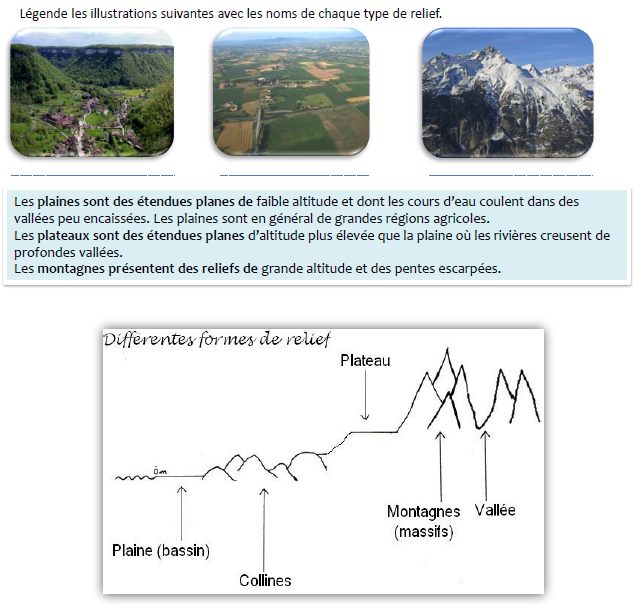 Légende les illustrations suivantes avec les noms de chaque type de relief.
Les plaines sont des étendues planes de faible altitude et dont les cours d'eau coulent dans des
vallées peu encaissées. Les plaines sont en général de grandes régions agricoles.
Les plateaux sont des étendues planes d'altitude plus élevée que la plaine où les rivières creusent de
profondes vallées.
Les montagnes présentent des reliefs de grande altitude et des pentes escarpées.
Différentes formes de relief
Plateau
0m
Montagnes
(massifs)
Vallée
Plaine (bassin)
Collines